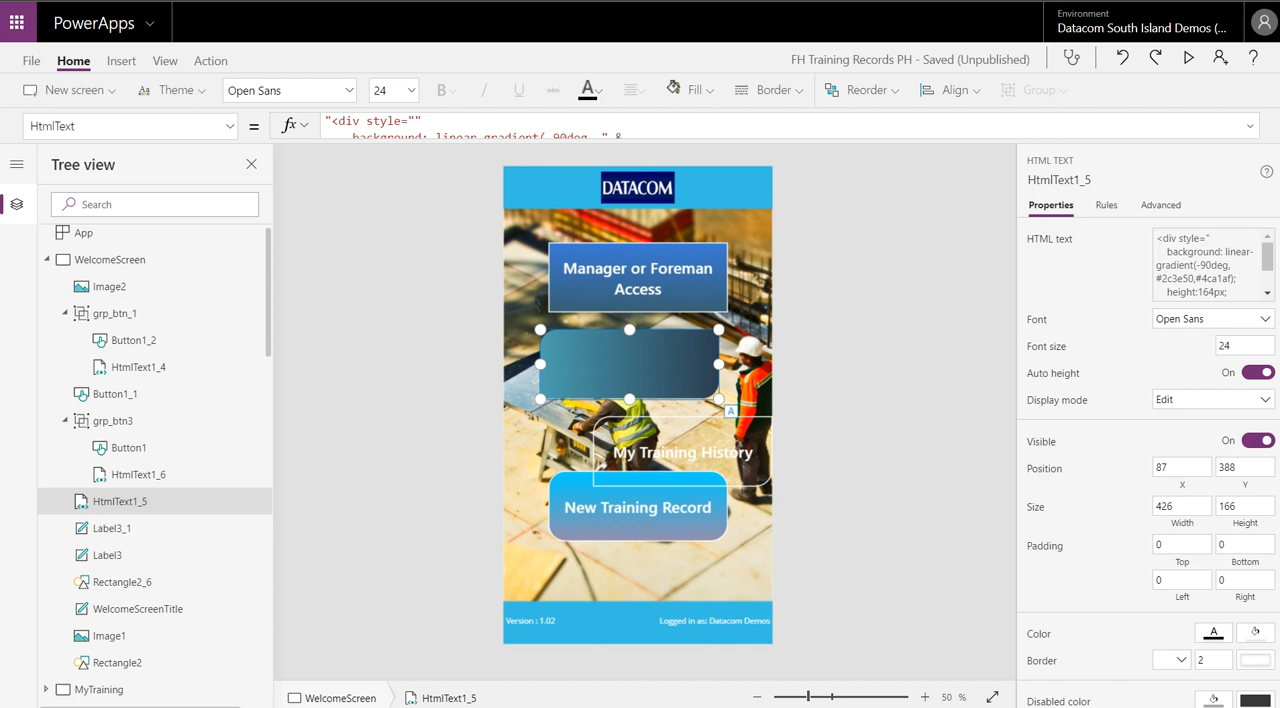 PowerApps
Environment
Datacom South Island Demos (...
File Home Insert View Action
FH Training Records PH - Saved (Unpublished)
New screen Theme Open Sans 24 B / U abc A Fill Border Reorder Align Group
HtmlText = fx "<div style=""
background: linear-gradient(-90deg, " &
Tree view
Search
App
WelcomeScreen
Image2
grp_btn_1
Button1_2
HtmlText1_4
Button1_1
grp_btn3
Button1
HtmlText1_6
HtmlText1_5
Label3_1
Label3
Rectangle2_6
WelcomeScreenTitle
Image1
Rectangle2
MyTraining
DATACOM
Manager or Foreman
Access
A
My Training History
New Training Record
Version : 1.02 Logged in as: Datacom Demos
WelcomeScreen HtmlText1_5 50 %
HTML TEXT
HtmlText1_5
Properties Rules Advanced
HTML text
<div style="
background: linear-
gradient(-90deg,
#2c3e50,#4ca1af);
height:164px;
Font Open Sans
Font size 24
Auto height On
Display mode Edit
Visible On
Position 87 388
X Y
Size 426 166
Width Height
Padding 0 0
Top Bottom
0 0
Left Right
Color A
Border 2
Disabled color